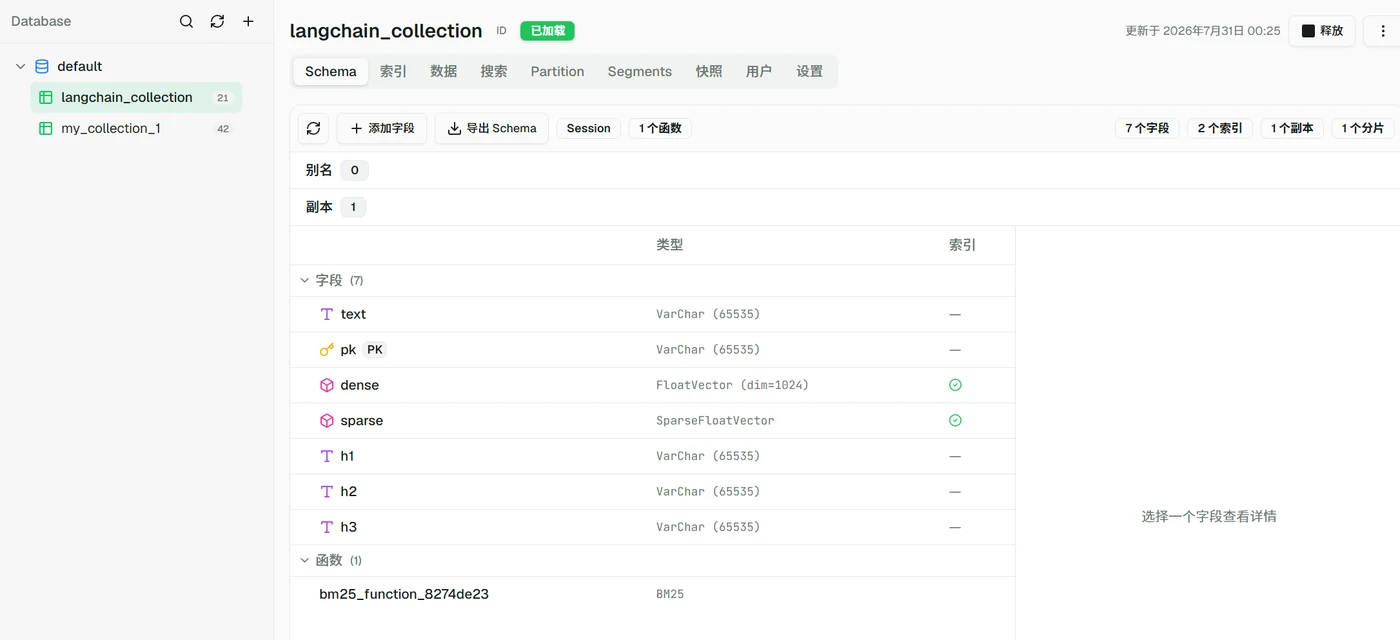 Database
default
langchain_collection 21
my_collection_1 42
langchain_collection ID 已加载 更新于 2026年7月31日 00:25 释放
Schema 索引 数据 搜索 Partition Segments 快照 用户 设置
添加字段 导出 Schema Session 1 个函数 7 个字段 2 个索引 1 个副本 1 个分片
别名 0
副本 1
类型 索引
字段 (7)
text VarChar (65535) —
pk PK VarChar (65535) —
dense FloatVector (dim=1024)
sparse SparseFloatVector
h1 VarChar (65535) —
h2 VarChar (65535) —
h3 VarChar (65535) —
函数 (1)
bm25_function_8274de23 BM25
选择一个字段查看详情